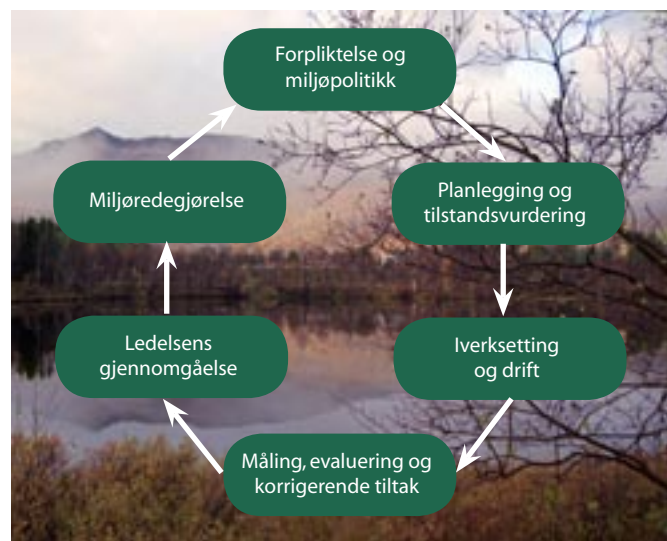 Forpliktelse og
miljøpolitikk
Planlegging og
tilstandsvurdering
Iverksetting
og drift
Måling, evaluering og
korrigerende tiltak
Ledelsens
gjennomgåelse
Miljøredegjørelse